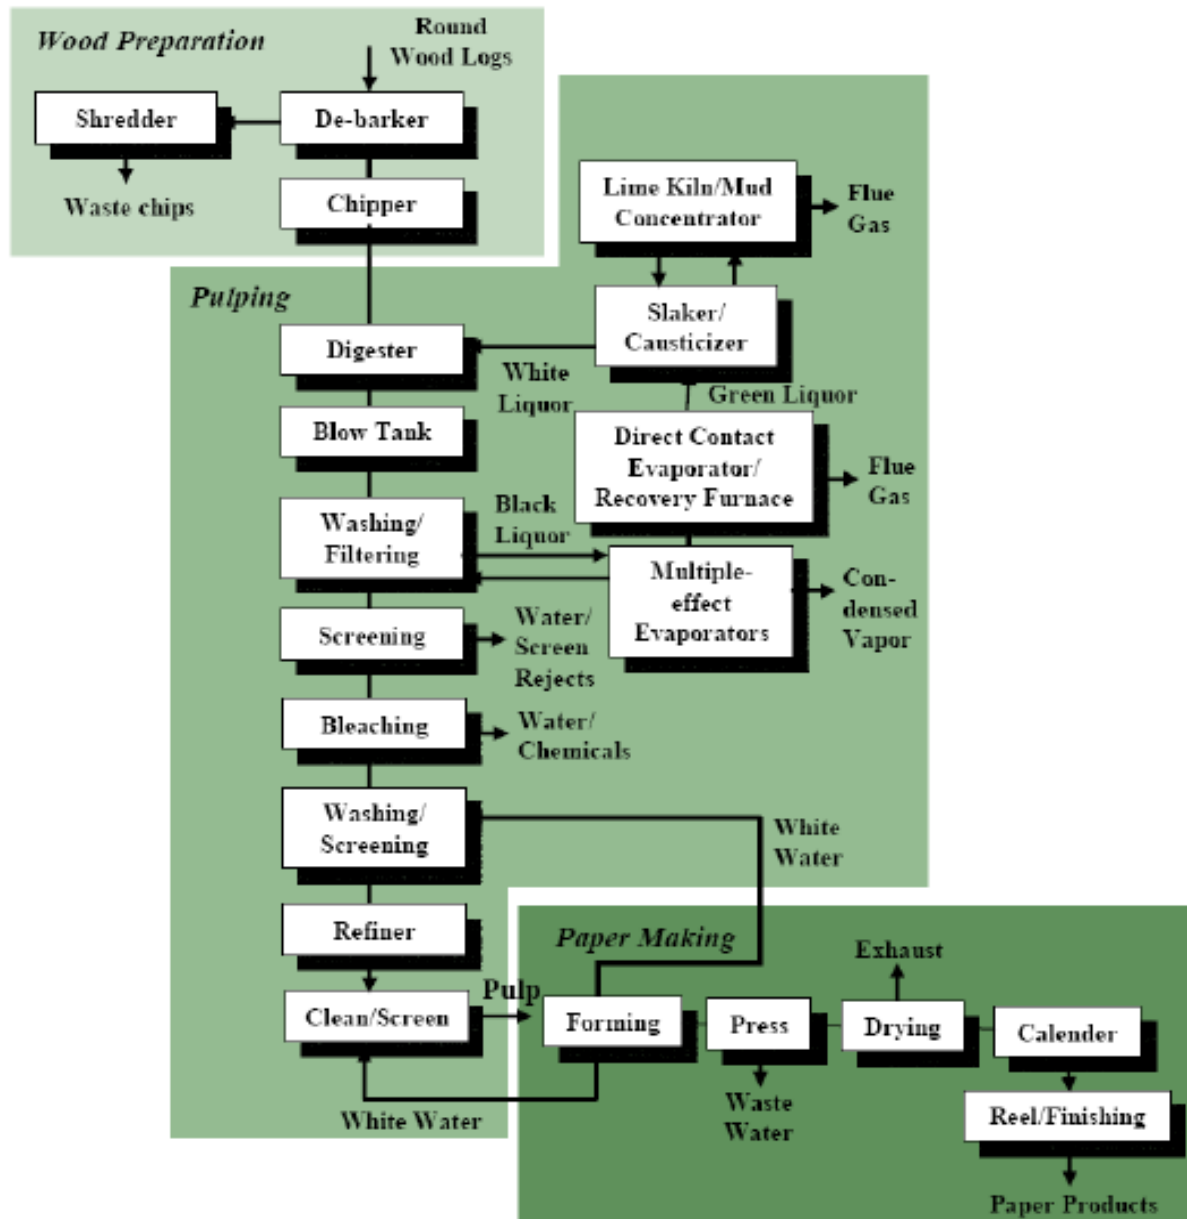 Wood Preparation
Round
Wood Logs
Shredder
De-barker
Waste chips
Chipper
Lime Kiln/Mud
Concentrator
Flue
Gas
Pulping
Slaker/
Causticizer
Digester
White
Liquor
Green Liquor
Blow Tank
Direct Contact
Evaporator/
Recovery Furnace
Flue
Gas
Washing/
Filtering
Black
Liquor
Multiple-
effect
Evaporators
Con-
densed
Vapor
Screening
Water/
Screen
Rejects
Bleaching
Water/
Chemicals
Washing/
Screening
White
Water
Refiner
Paper Making
Exhaust
Clean/Screen
Pulp
Forming
Press
Drying
Calender
White Water
Waste
Water
Reel/Finishing
Paper Products